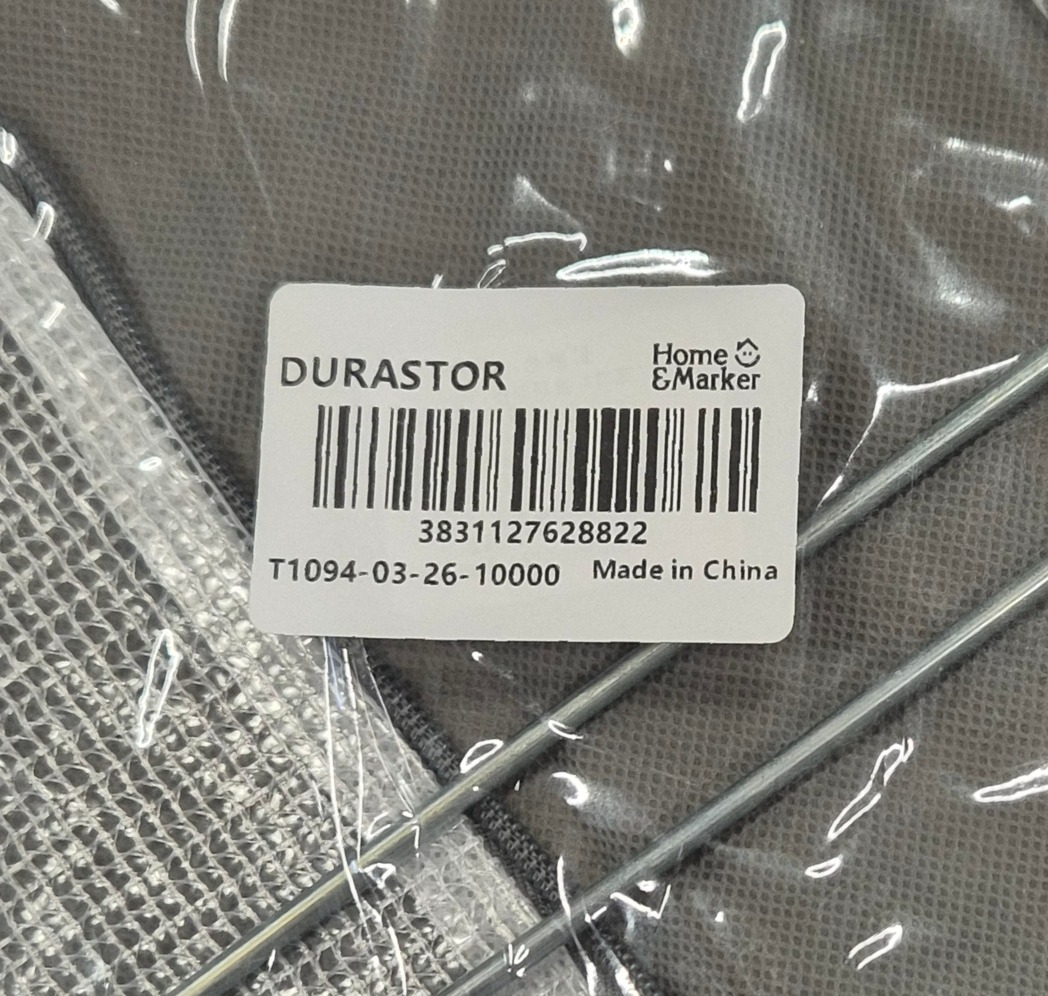 DURASTOR
Home
&Marker
3831127628822
T1094-03-26-10000
Made in China